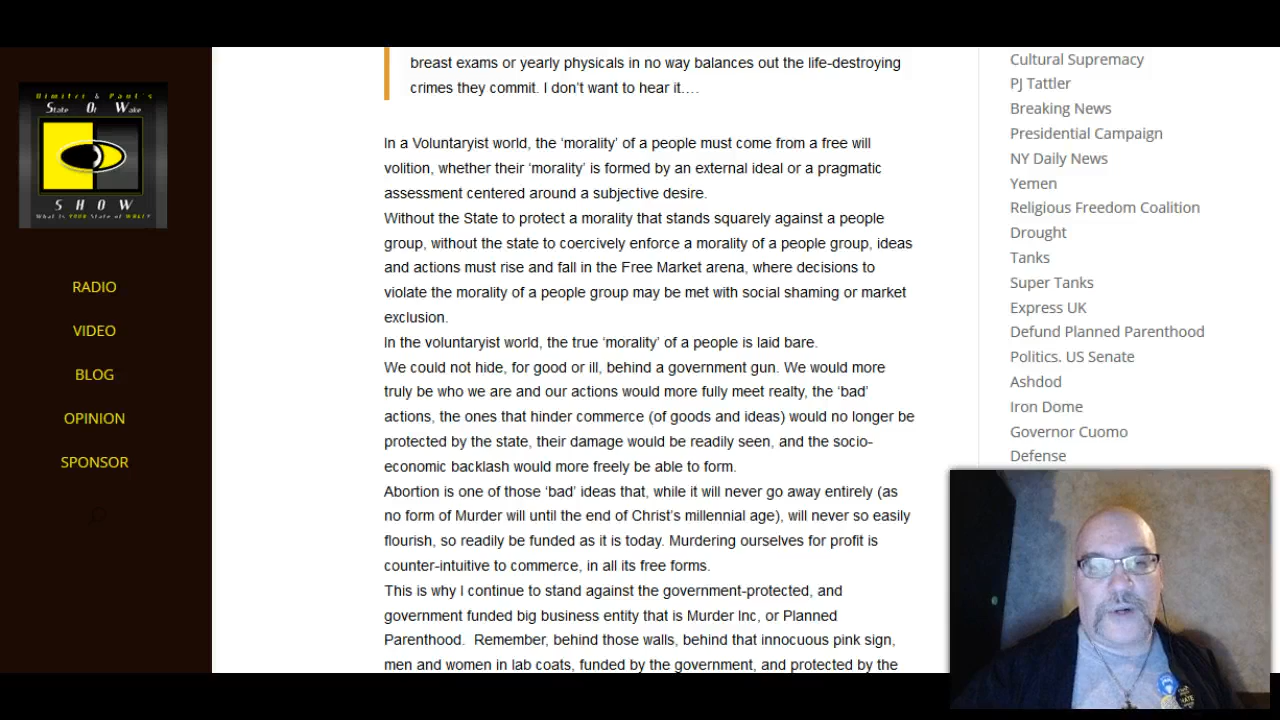 Dimiter & Paul's
State Of Wake
SHOW
What Is YOUR State of WALL?
RADIO
VIDEO
BLOG
OPINION
SPONSOR
breast exams or yearly physicals in no way balances out the life-destroying
crimes they commit. I don’t want to hear it….
In a Voluntaryist world, the ‘morality’ of a people must come from a free will
volition, whether their ‘morality’ is formed by an external ideal or a pragmatic
assessment centered around a subjective desire.
Without the State to protect a morality that stands squarely against a people
group, without the state to coercively enforce a morality of a people group, ideas
and actions must rise and fall in the Free Market arena, where decisions to
violate the morality of a people group may be met with social shaming or market
exclusion.
In the voluntaryist world, the true ‘morality’ of a people is laid bare.
We could not hide, for good or ill, behind a government gun. We would more
truly be who we are and our actions would more fully meet realty, the ‘bad’
actions, the ones that hinder commerce (of goods and ideas) would no longer be
protected by the state, their damage would be readily seen, and the socio-
economic backlash would more freely be able to form.
Abortion is one of those ‘bad’ ideas that, while it will never go away entirely (as
no form of Murder will until the end of Christ’s millennial age), will never so easily
flourish, so readily be funded as it is today. Murdering ourselves for profit is
counter-intuitive to commerce, in all its free forms.
This is why I continue to stand against the government-protected, and
government funded big business entity that is Murder Inc, or Planned
Parenthood. Remember, behind those walls, behind that innocuous pink sign,
men and women in lab coats, funded by the government, and protected by the
Cultural Supremacy
PJ Tattler
Breaking News
Presidential Campaign
NY Daily News
Yemen
Religious Freedom Coalition
Drought
Tanks
Super Tanks
Express UK
Defund Planned Parenthood
Politics. US Senate
Ashdod
Iron Dome
Governor Cuomo
Defense